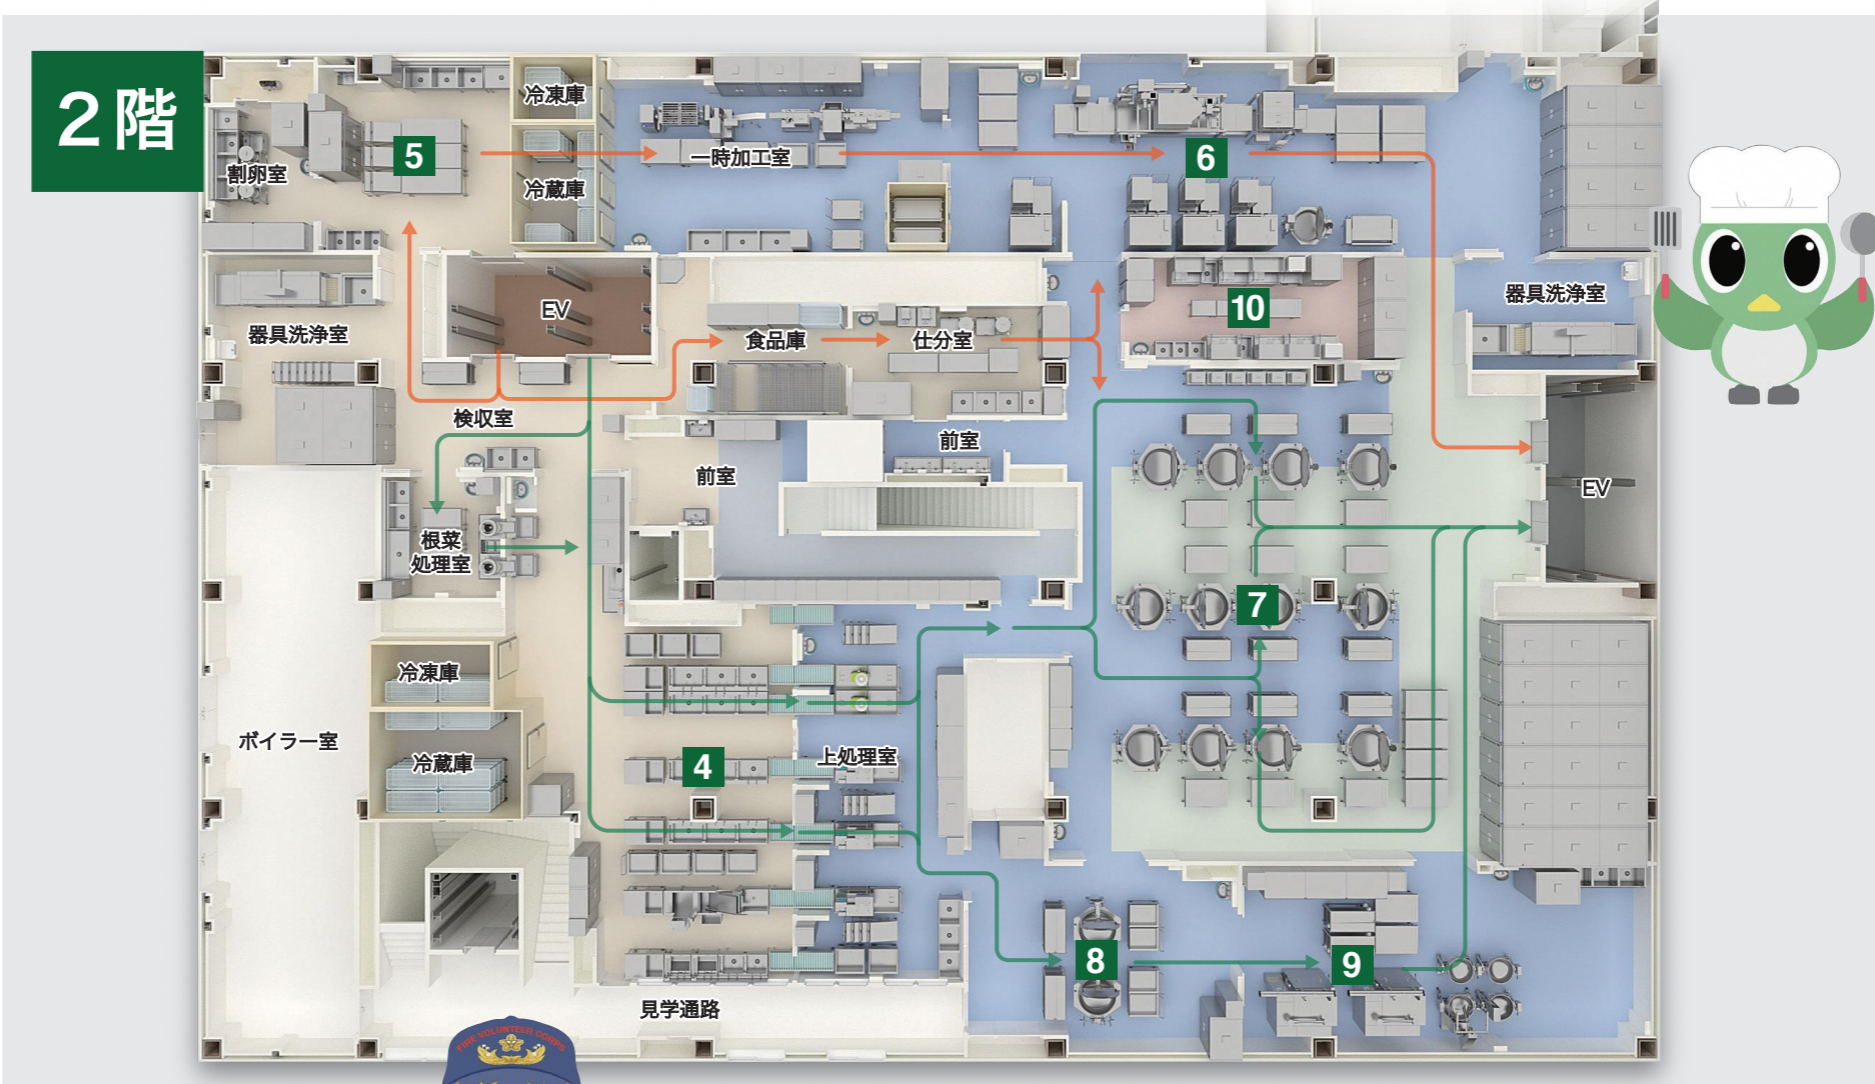 2階
冷凍庫
5
割卵室
冷蔵庫
一時加工室
6
器具洗浄室
EV
食品庫
仕分室
10
器具洗浄室
検収室
前室
前室
EV
根菜
処理室
7
冷凍庫
ボイラー室
冷蔵庫
4
上処理室
8
9
見学通路
FIRE VOLUNTEER CORPS